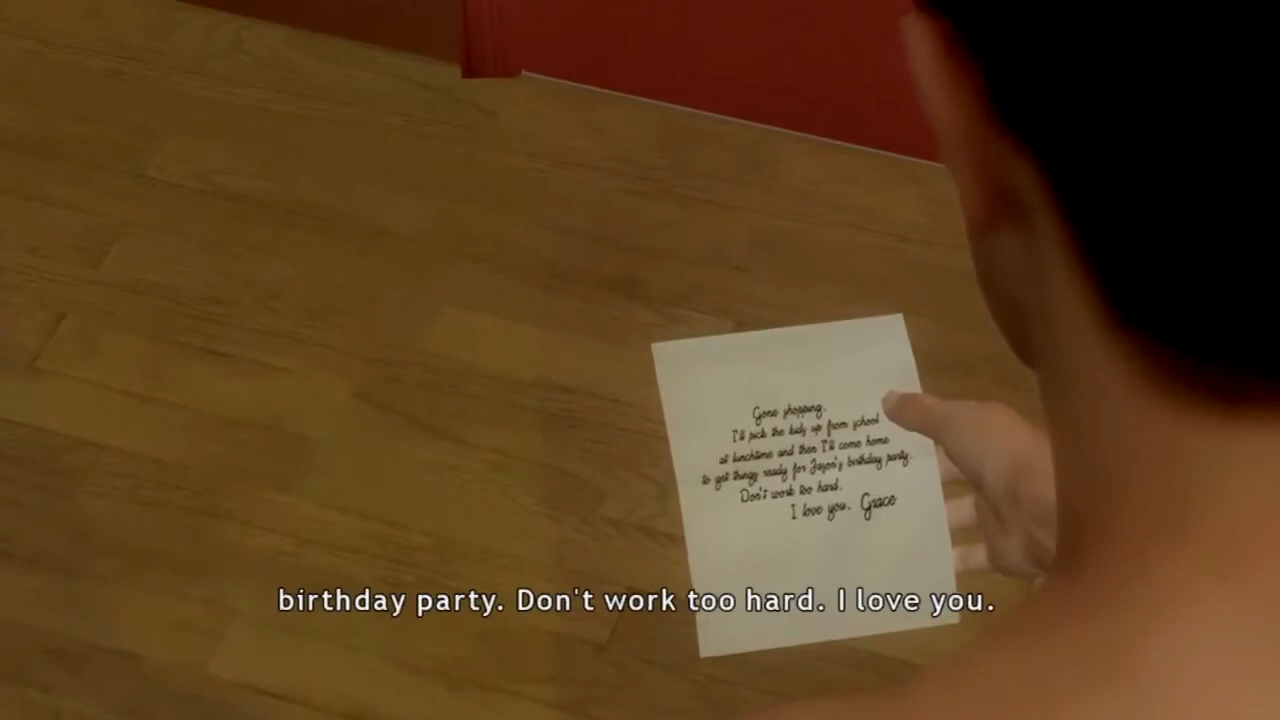 Gone shopping.
I'll pick the kids up from school
at lunchtime and then I'll come home
to get things ready for Jason's birthday party.
Don't work too hard.
I love you. Grace
birthday party. Don't work too hard. I love you.